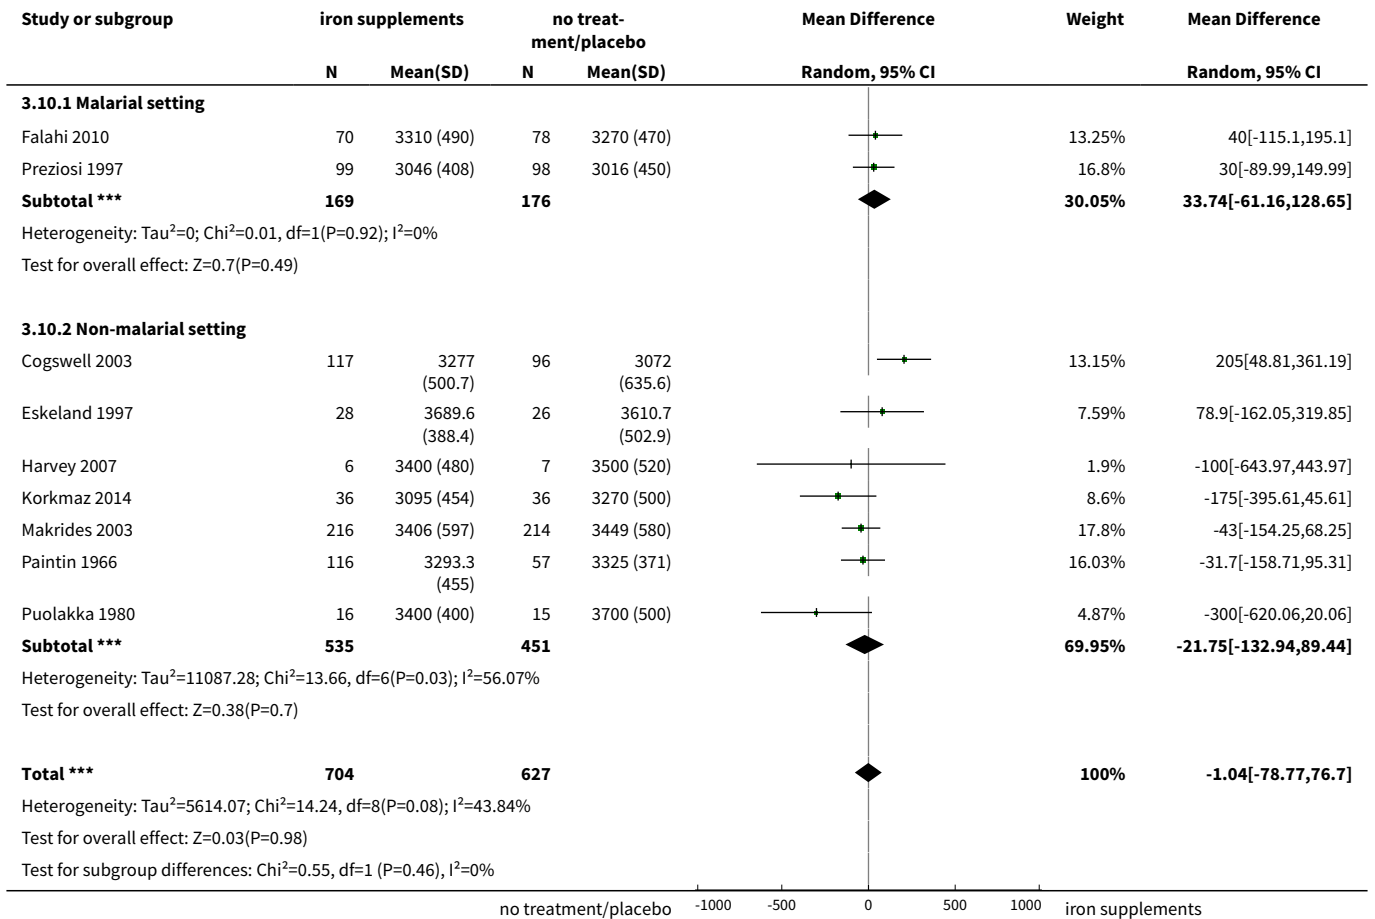 Study or subgroup iron supplements no treat- Mean Difference Weight Mean Difference
ment/placebo
N Mean(SD) N Mean(SD) Random, 95% CI Random, 95% CI
3.10.1 Malarial setting
Falahi 2010 70 3310 (490) 78 3270 (470) 13.25% 40[-115.1,195.1]
Preziosi 1997 99 3046 (408) 98 3016 (450) 16.8% 30[-89.99,149.99]
Subtotal *** 169 176 30.05% 33.74[-61.16,128.65]
Heterogeneity: Tau²=0; Chi²=0.01, df=1(P=0.92); I²=0%
Test for overall effect: Z=0.7(P=0.49)
3.10.2 Non-malarial setting
Cogswell 2003 117 3277 96 3072 13.15% 205[48.81,361.19]
(500.7) (635.6)
Eskeland 1997 28 3689.6 26 3610.7 7.59% 78.9[-162.05,319.85]
(388.4) (502.9)
Harvey 2007 6 3400 (480) 7 3500 (520) 1.9% -100[-643.97,443.97]
Korkmaz 2014 36 3095 (454) 36 3270 (500) 8.6% -175[-395.61,45.61]
Makrides 2003 216 3406 (597) 214 3449 (580) 17.8% -43[-154.25,68.25]
Paintin 1966 116 3293.3 57 3325 (371) 16.03% -31.7[-158.71,95.31]
(455)
Puolakka 1980 16 3400 (400) 15 3700 (500) 4.87% -300[-620.06,20.06]
Subtotal *** 535 451 69.95% -21.75[-132.94,89.44]
Heterogeneity: Tau²=11087.28; Chi²=13.66, df=6(P=0.03); I²=56.07%
Test for overall effect: Z=0.38(P=0.7)
Total *** 704 627 100% -1.04[-78.77,76.7]
Heterogeneity: Tau²=5614.07; Chi²=14.24, df=8(P=0.08); I²=43.84%
Test for overall effect: Z=0.03(P=0.98)
Test for subgroup differences: Chi²=0.55, df=1 (P=0.46), I²=0%
no treatment/placebo -1000 -500 0 500 1000 iron supplements